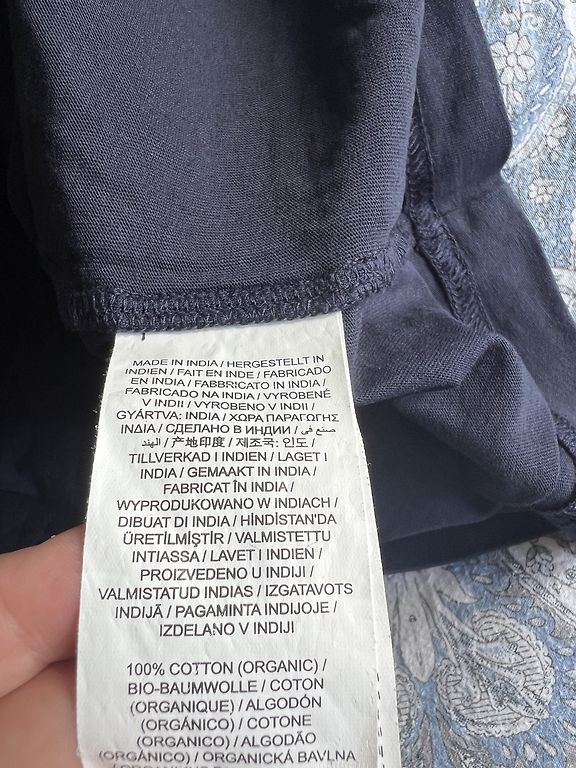 MADE IN INDIA / HERGESTELLT IN
INDIEN / FAIT EN INDE / FABRICADO
EN INDIA / FABBRICATO IN INDIA /
FABRICADO NA INDIA / VYROBENÉ
V INDII / VYROBENO V INDII /
GYÁRTVA: INDIA / ΧΩΡΑ ΠΑΡΑΓΩΓΗΣ
ΙΝΔΙΑ / СДЕЛАНО В ИНДИИ / صنع في
الهند / 产地印度 / 제조국: 인도 /
TILLVERKAD I INDIEN / LAGET I
INDIA / GEMAAKT IN INDIA /
FABRICAT ÎN INDIA /
WYPRODUKOWANO W INDIACH /
DIBUAT DI INDIA / HİNDİSTAN'DA
ÜRETİLMİŞTİR / VALMISTETTU
INTIASSA / LAVET I INDIEN /
PROIZVEDENO U INDIJI /
VALMISTATUD INDIAS / IZGATAVOTS
INDIJĀ / PAGAMINTA INDIJOJE /
IZDELANO V INDIJI
100% COTTON (ORGANIC) /
BIO-BAUMWOLLE / COTON
(ORGANIQUE) / ALGODÓN
(ORGÁNICO) / COTONE
(ORGANICO) / ALGODÃO
(ORGÂNICO) / ORGANICKÁ BAVLNA